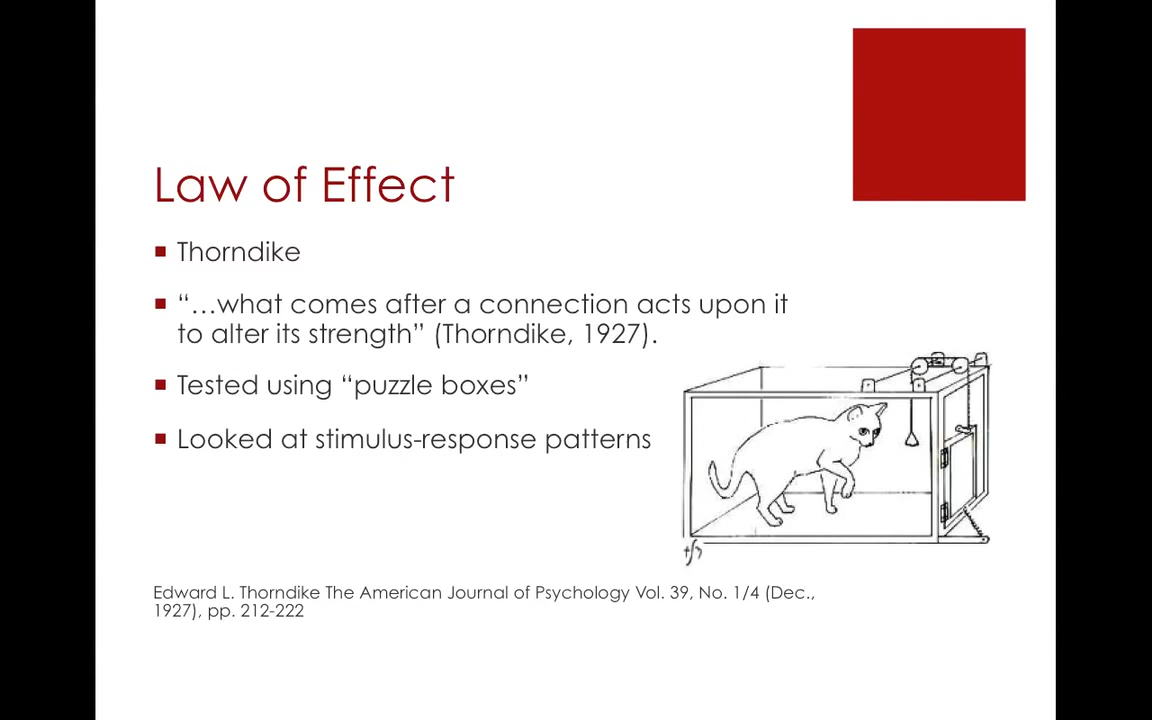 Law of Effect
Thorndike
“…what comes after a connection acts upon it
to alter its strength” (Thorndike, 1927).
Tested using “puzzle boxes”
Looked at stimulus-response patterns
Edward L. Thorndike The American Journal of Psychology Vol. 39, No. 1/4 (Dec.,
1927), pp. 212-222